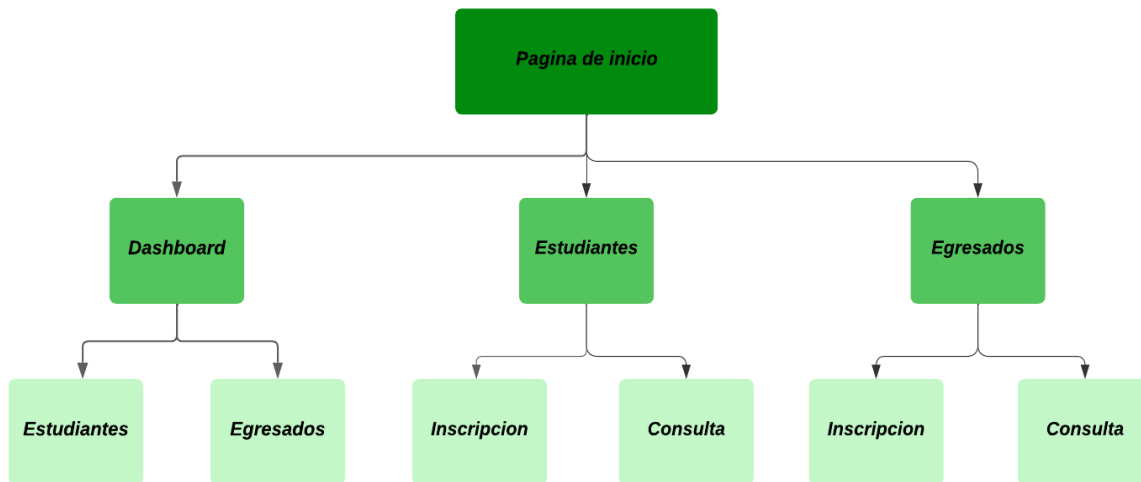 Pagina de inicio
Dashboard
Estudiantes
Egresados
Estudiantes
Egresados
Inscripcion
Consulta
Inscripcion
Consulta